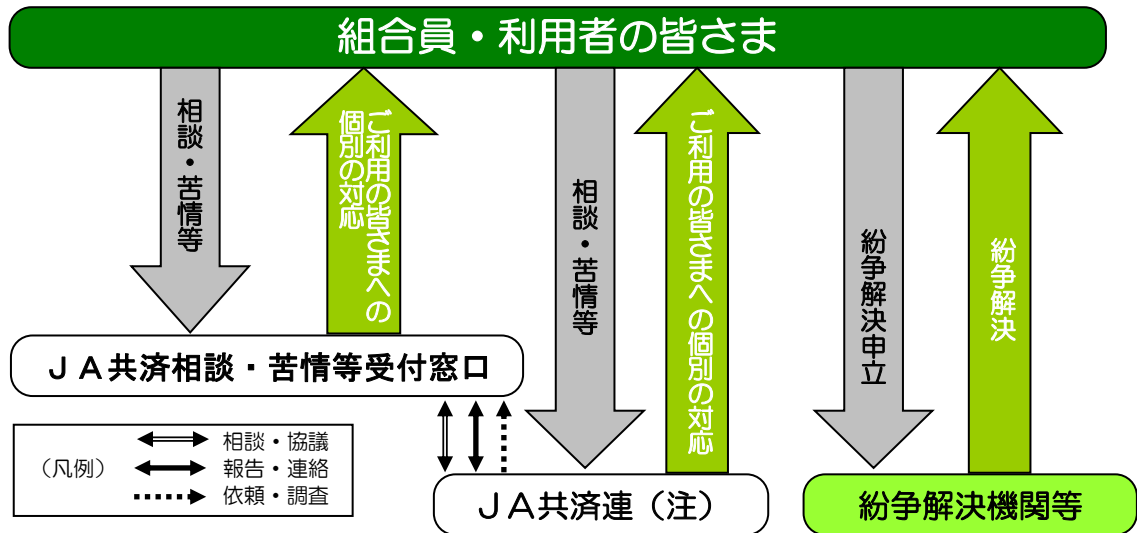 組合員・利用者の皆さま
相談・苦情等
ご利用の皆さまへの
個別の対応
相談・苦情等
ご利用の皆さまへの個別の対応
紛争解決申立
紛争解決
ＪＡ共済相談・苦情等受付窓口
（凡例）
相談・協議
報告・連絡
依頼・調査
ＪＡ共済連（注）
紛争解決機関等